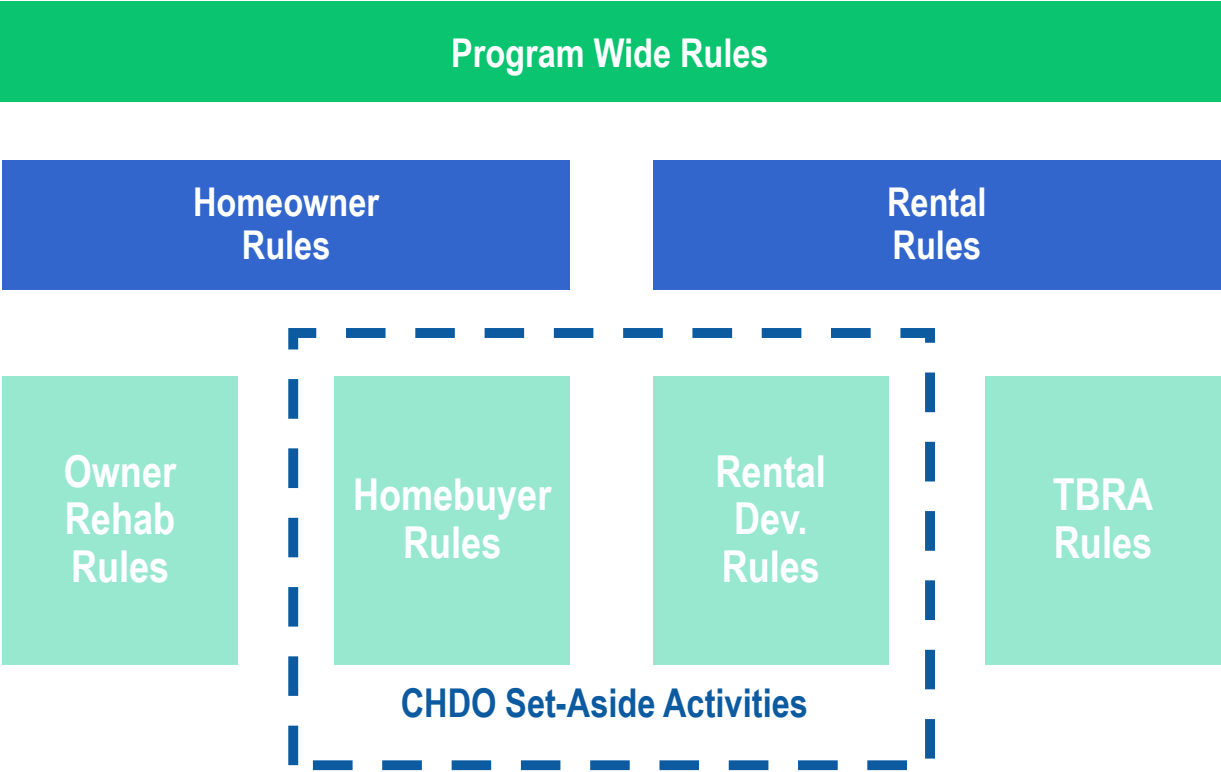 Program Wide Rules
Homeowner
Rules
Rental
Rules
Owner
Rehab
Rules
Homebuyer
Rules
Rental
Dev.
Rules
TBRA
Rules
CHDO Set-Aside Activities